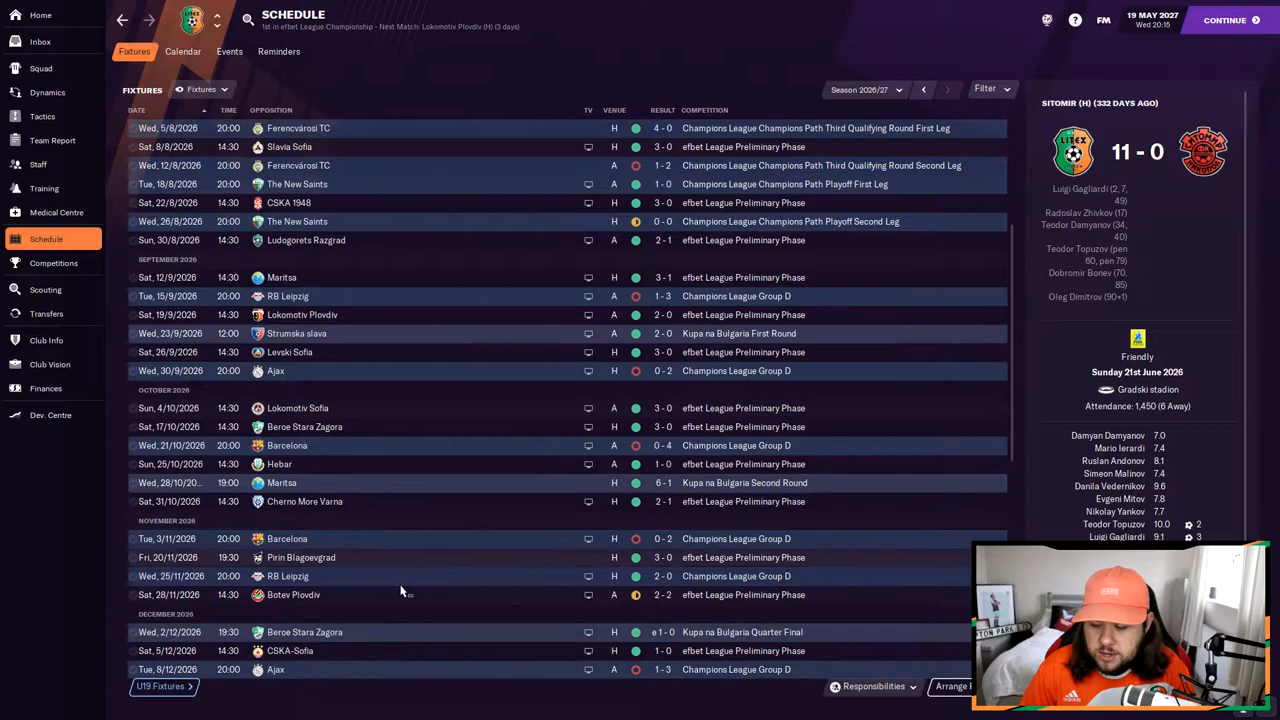 Home
SCHEDULE
1st in efbet League Championship - Next Match: Lokomotiv Plovdiv (H) (3 days)
? FM 19 MAY 2027
Wed 20:15
CONTINUE
Inbox
Fixtures Calendar Events Reminders
Squad
Dynamics
Tactics
Team Report
Staff
Training
Medical Centre
Schedule
Competitions
Scouting
Transfers
Club Info
Club Vision
Finances
Dev. Centre
FIXTURES Fixtures Season 2026/27 Filter
DATE TIME OPPOSITION TV VENUE RESULT COMPETITION
Wed, 5/8/2026 20:00 Ferencvárosi TC H 4 - 0 Champions League Champions Path Third Qualifying Round First Leg
Sat, 8/8/2026 14:30 Slavia Sofia H 3 - 0 efbet League Preliminary Phase
Wed, 12/8/2026 20:00 Ferencvárosi TC A 1 - 2 Champions League Champions Path Third Qualifying Round Second Leg
Tue, 18/8/2026 20:00 The New Saints A 1 - 0 Champions League Champions Path Playoff First Leg
Sat, 22/8/2026 14:30 CSKA 1948 H 3 - 0 efbet League Preliminary Phase
Wed, 26/8/2026 20:00 The New Saints H 0 - 0 Champions League Champions Path Playoff Second Leg
Sun, 30/8/2026 14:30 Ludogorets Razgrad A 2 - 1 efbet League Preliminary Phase
SEPTEMBER 2026
Sat, 12/9/2026 14:30 Maritsa H 3 - 1 efbet League Preliminary Phase
Tue, 15/9/2026 20:00 RB Leipzig A 1 - 3 Champions League Group D
Sat, 19/9/2026 14:30 Lokomotiv Plovdiv A 2 - 0 efbet League Preliminary Phase
Wed, 23/9/2026 12:00 Strumska slava A 2 - 0 Kupa na Bulgaria First Round
Sat, 26/9/2026 14:30 Levski Sofia H 3 - 0 efbet League Preliminary Phase
Wed, 30/9/2026 20:00 Ajax H 0 - 2 Champions League Group D
OCTOBER 2026
Sun, 4/10/2026 14:30 Lokomotiv Sofia A 3 - 0 efbet League Preliminary Phase
Sat, 17/10/2026 14:30 Beroe Stara Zagora H 3 - 0 efbet League Preliminary Phase
Wed, 21/10/2026 20:00 Barcelona A 0 - 4 Champions League Group D
Sun, 25/10/2026 14:30 Hebar A 1 - 0 efbet League Preliminary Phase
Wed, 28/10/20... 19:00 Maritsa H 6 - 1 Kupa na Bulgaria Second Round
Sat, 31/10/2026 14:30 Cherno More Varna A 2 - 1 efbet League Preliminary Phase
NOVEMBER 2026
Tue, 3/11/2026 20:00 Barcelona H 0 - 2 Champions League Group D
Fri, 20/11/2026 19:30 Pirin Blagoevgrad H 3 - 0 efbet League Preliminary Phase
Wed, 25/11/2026 20:00 RB Leipzig H 2 - 0 Champions League Group D
Sat, 28/11/2026 14:30 Botev Plovdiv A 2 - 2 efbet League Preliminary Phase
DECEMBER 2026
Wed, 2/12/2026 19:30 Beroe Stara Zagora H e 1 - 0 Kupa na Bulgaria Quarter Final
Sat, 5/12/2026 14:30 CSKA-Sofia H 1 - 0 efbet League Preliminary Phase
Tue, 8/12/2026 20:00 Ajax A 1 - 3 Champions League Group D
U19 Fixtures Responsibilities Arrange F
SITOMIR (H) (332 DAYS AGO)
LITEX 11 - 0
Luigi Gagliardi (2, 7,
49)
Radoslav Zhivkov (17)
Teodor Damyanov (34,
40)
Teodor Topuzov (pen
60, pen 79)
Dobromir Bonev (70,
85)
Oleg Dimitrov (90+1)
Friendly
Sunday 21st June 2026
Gradski stadion
Attendance: 1,450 (6 Away)
Damyan Damyanov 7.0
Mario Ierardi 7.4
Ruslan Andonov 8.1
Simeon Malinov 7.4
Danila Vedernikov 9.6
Evgeni Mitov 7.8
Nikolay Yankov 7.7
Teodor Topuzov 10.0 2
Luigi Gagliardi 9.1 3
adidas